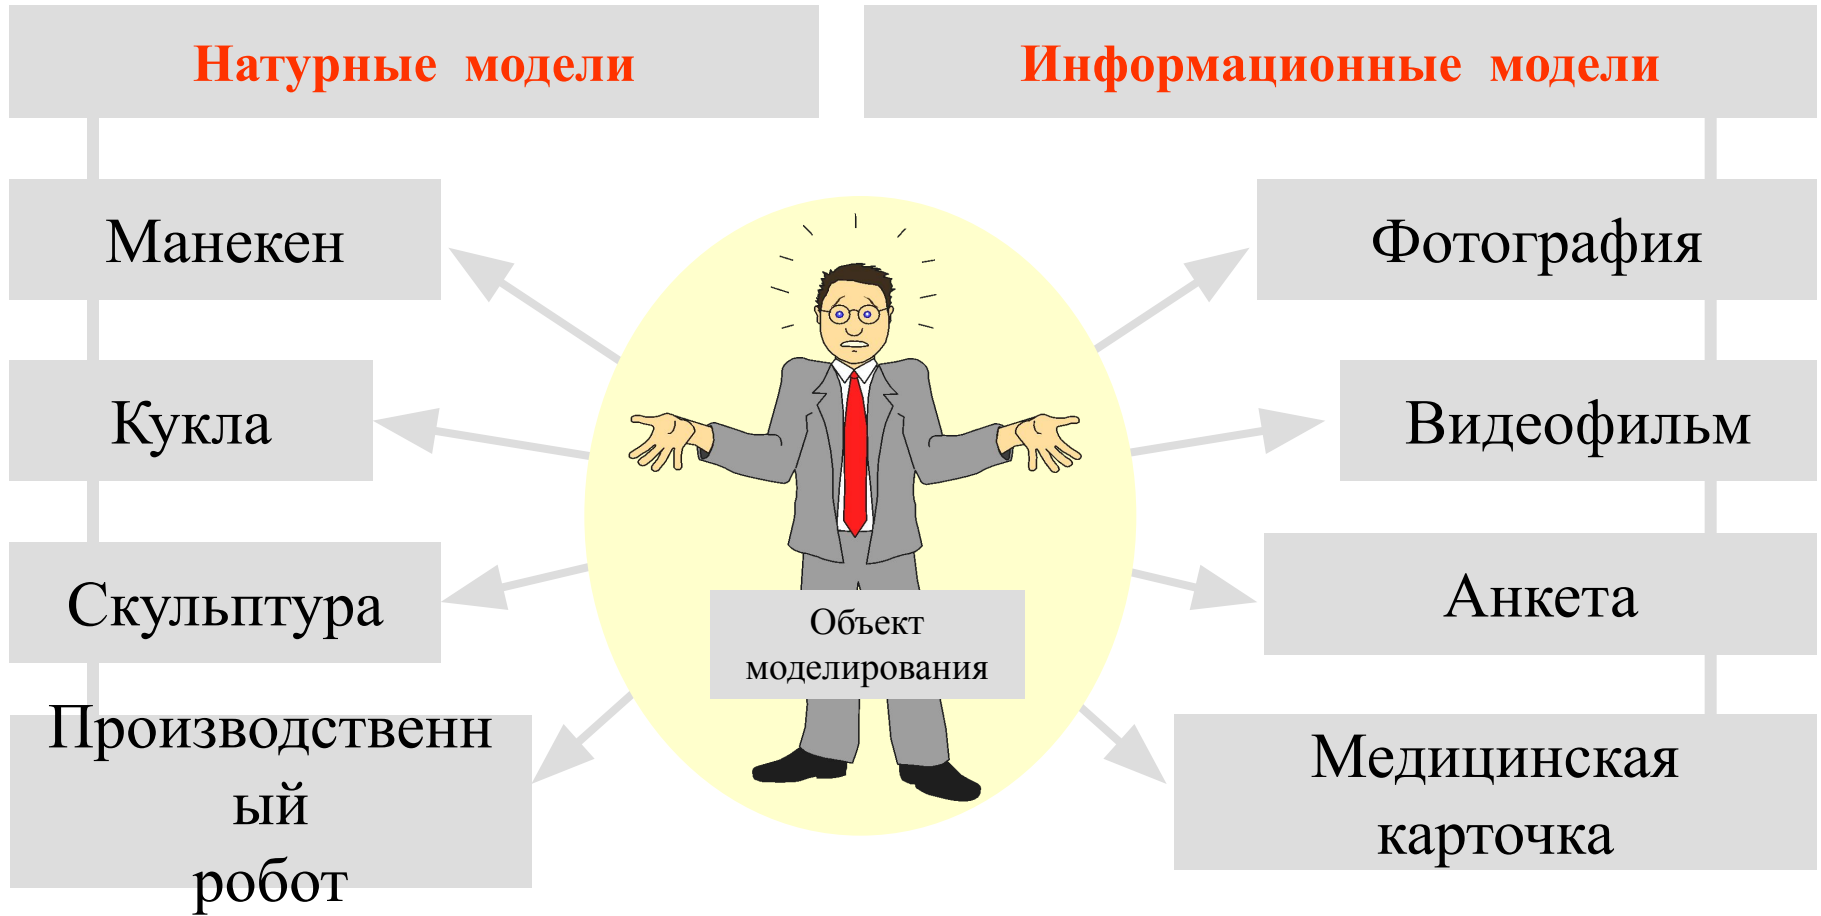 Натурные модели
Информационные модели
Манекен
Кукла
Скульптура
Производственн
ый
робот
Объект
моделирования
Фотография
Видеофильм
Анкета
Медицинская
карточка